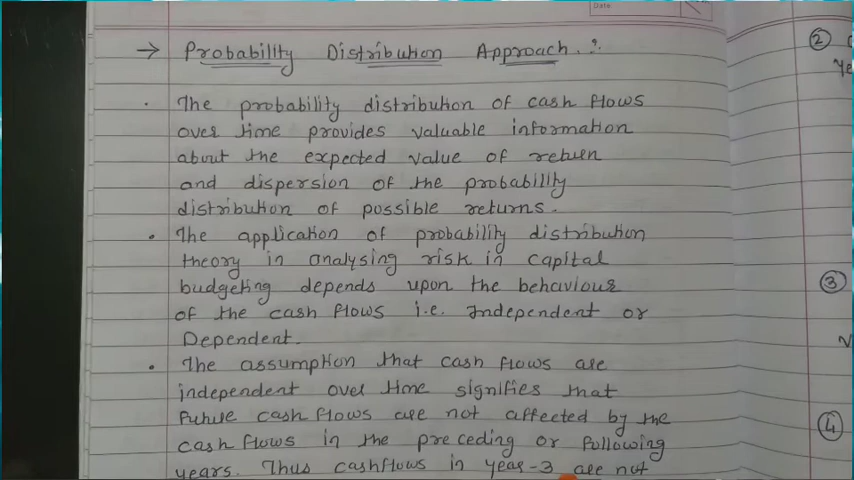 Date
→ Probability Distribution Approach :
• The probability distribution of cash flows
over time provides valuable information
about the expected value of return
and dispersion of the probability
distribution of possible returns.
• The application of probability distribution
theory in analysing risk in capital
budgeting depends upon the behaviour
of the cash flows i.e. Independent or
Dependent.
• The assumption that cash flows are
independent over time signifies that
Future cash flows are not affected by the
cash flows in the preceding or following
years. Thus cashflows in year-3 are not
②
③
④